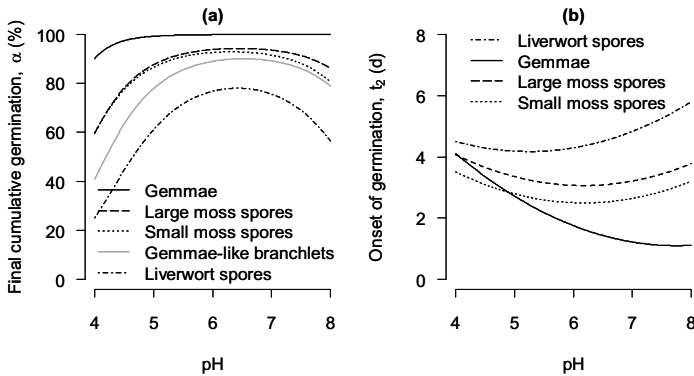 (a)
Final cumulative germination, α (%)
100
80
60
40
20
0
Gemmae
Large moss spores
Small moss spores
Gemmae-like branchlets
Liverwort spores
4 5 6 7 8
pH
(b)
Onset of germination, t₂ (d)
8
6
4
2
0
Liverwort spores
Gemmae
Large moss spores
Small moss spores
4 5 6 7 8
pH